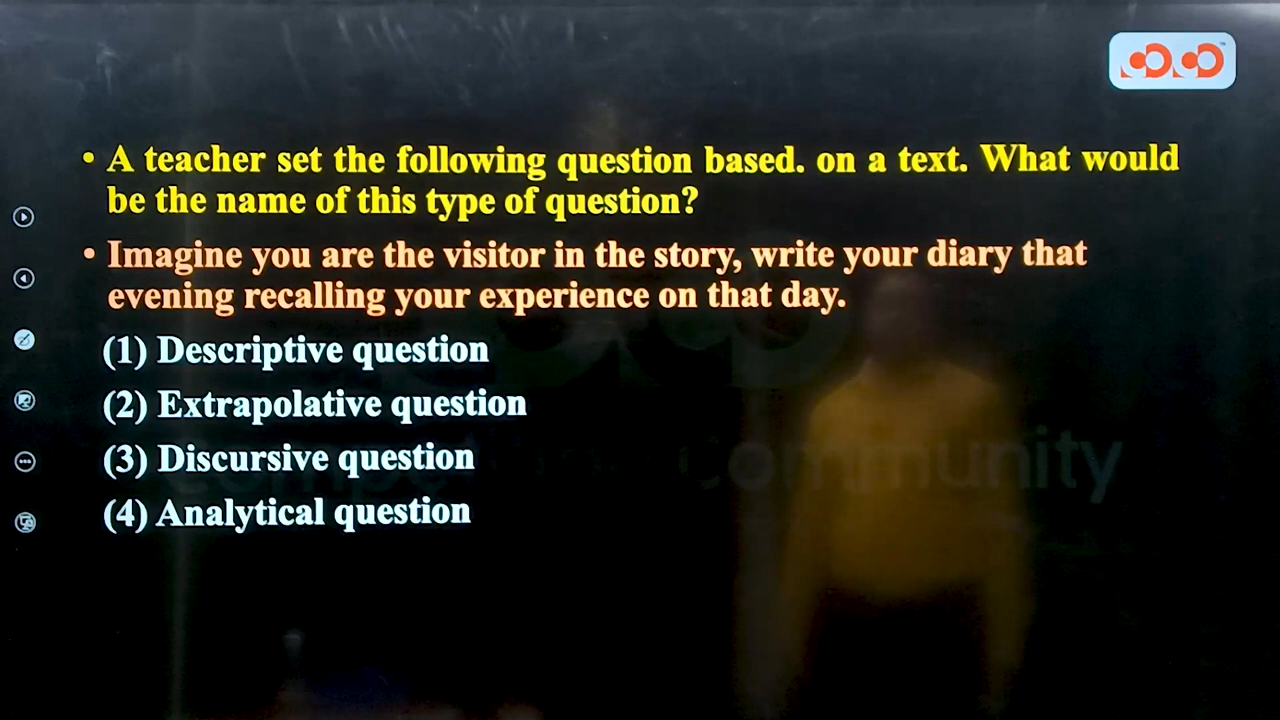 • A teacher set the following question based. on a text. What would
be the name of this type of question?
• Imagine you are the visitor in the story, write your diary that
evening recalling your experience on that day.
(1) Descriptive question
(2) Extrapolative question
(3) Discursive question
(4) Analytical question
community